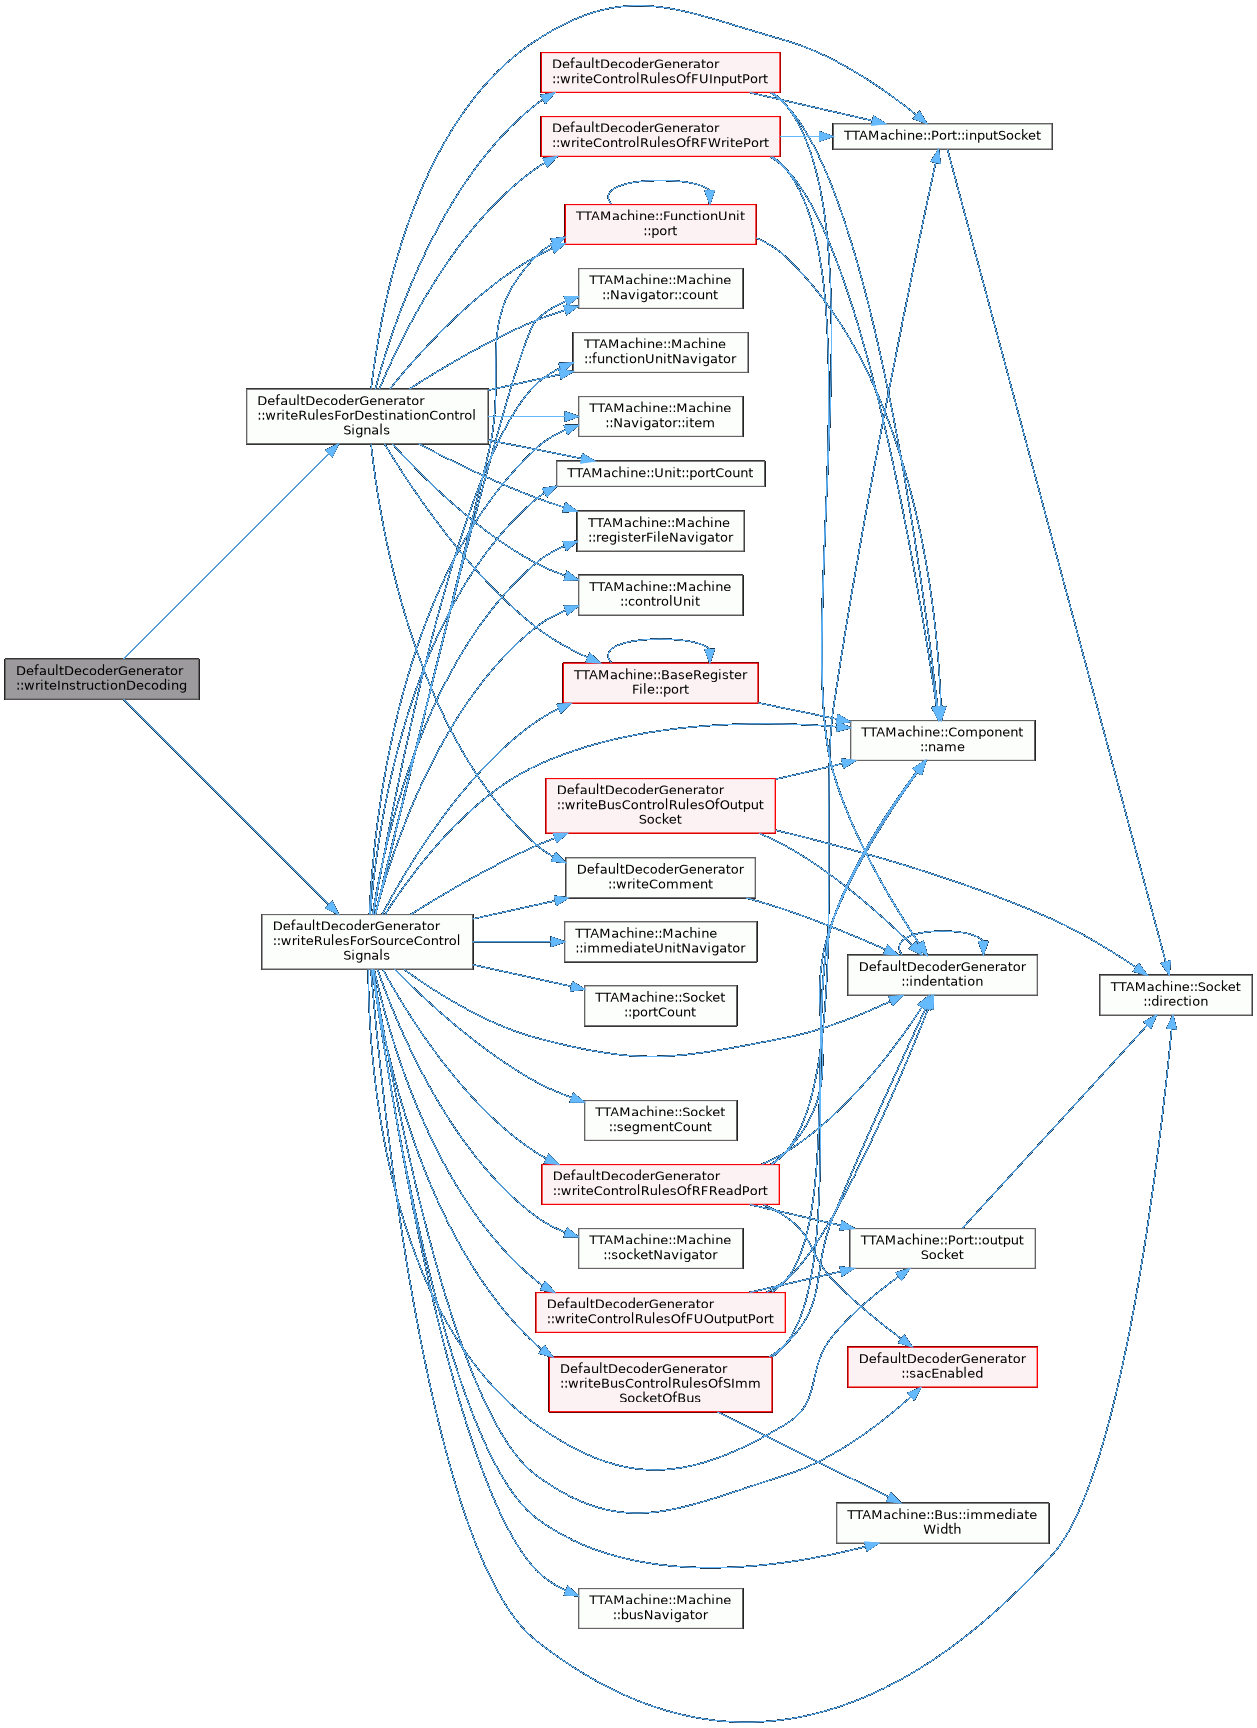 DefaultDecoderGenerator
::writeControlRulesOfFUInputPort
DefaultDecoderGenerator
::writeControlRulesOfRFWritePort
TTAMachine::Port::inputSocket
TTAMachine::FunctionUnit
::port
TTAMachine::Machine
::Navigator::count
TTAMachine::Machine
::functionUnitNavigator
DefaultDecoderGenerator
::writeRulesForDestinationControl
Signals
TTAMachine::Machine
::Navigator::item
TTAMachine::Unit::portCount
TTAMachine::Machine
::registerFileNavigator
TTAMachine::Machine
::controlUnit
DefaultDecoderGenerator
::writeInstructionDecoding
TTAMachine::BaseRegister
File::port
TTAMachine::Component
::name
DefaultDecoderGenerator
::writeBusControlRulesOfOutput
Socket
DefaultDecoderGenerator
::writeComment
DefaultDecoderGenerator
::writeRulesForSourceControl
Signals
TTAMachine::Machine
::immediateUnitNavigator
DefaultDecoderGenerator
::indentation
TTAMachine::Socket
::direction
TTAMachine::Socket
::portCount
TTAMachine::Socket
::segmentCount
DefaultDecoderGenerator
::writeControlRulesOfRFReadPort
TTAMachine::Machine
::socketNavigator
TTAMachine::Port::output
Socket
DefaultDecoderGenerator
::writeControlRulesOfFUOutputPort
DefaultDecoderGenerator
::writeBusControlRulesOfSImm
SocketOfBus
DefaultDecoderGenerator
::sacEnabled
TTAMachine::Bus::immediate
Width
TTAMachine::Machine
::busNavigator